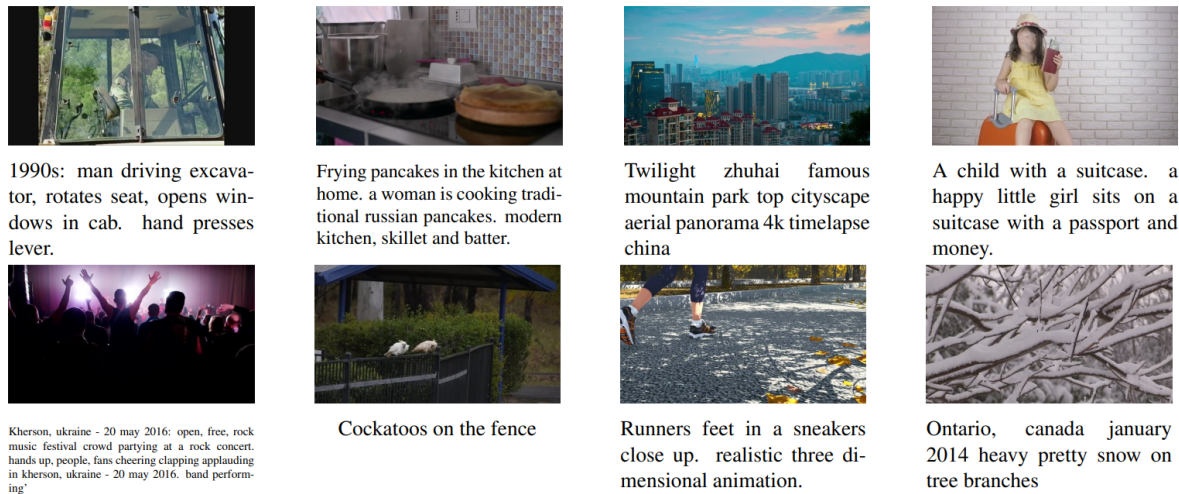 1990s: man driving excava-
tor, rotates seat, opens win-
dows in cab. hand presses
lever.
Frying pancakes in the kitchen at
home. a woman is cooking tradi-
tional russian pancakes. modern
kitchen, skillet and batter.
Twilight zhuhai famous
mountain park top cityscape
aerial panorama 4k timelapse
china
A child with a suitcase. a
happy little girl sits on a
suitcase with a passport and
money.
Kherson, ukraine - 20 may 2016: open, free, rock
music festival crowd partying at a rock concert.
hands up, people, fans cheering clapping applauding
in kherson, ukraine - 20 may 2016. band perform-
ing'
Cockatoos on the fence
Runners feet in a sneakers
close up. realistic three di-
mensional animation.
Ontario, canada january
2014 heavy pretty snow on
tree branches